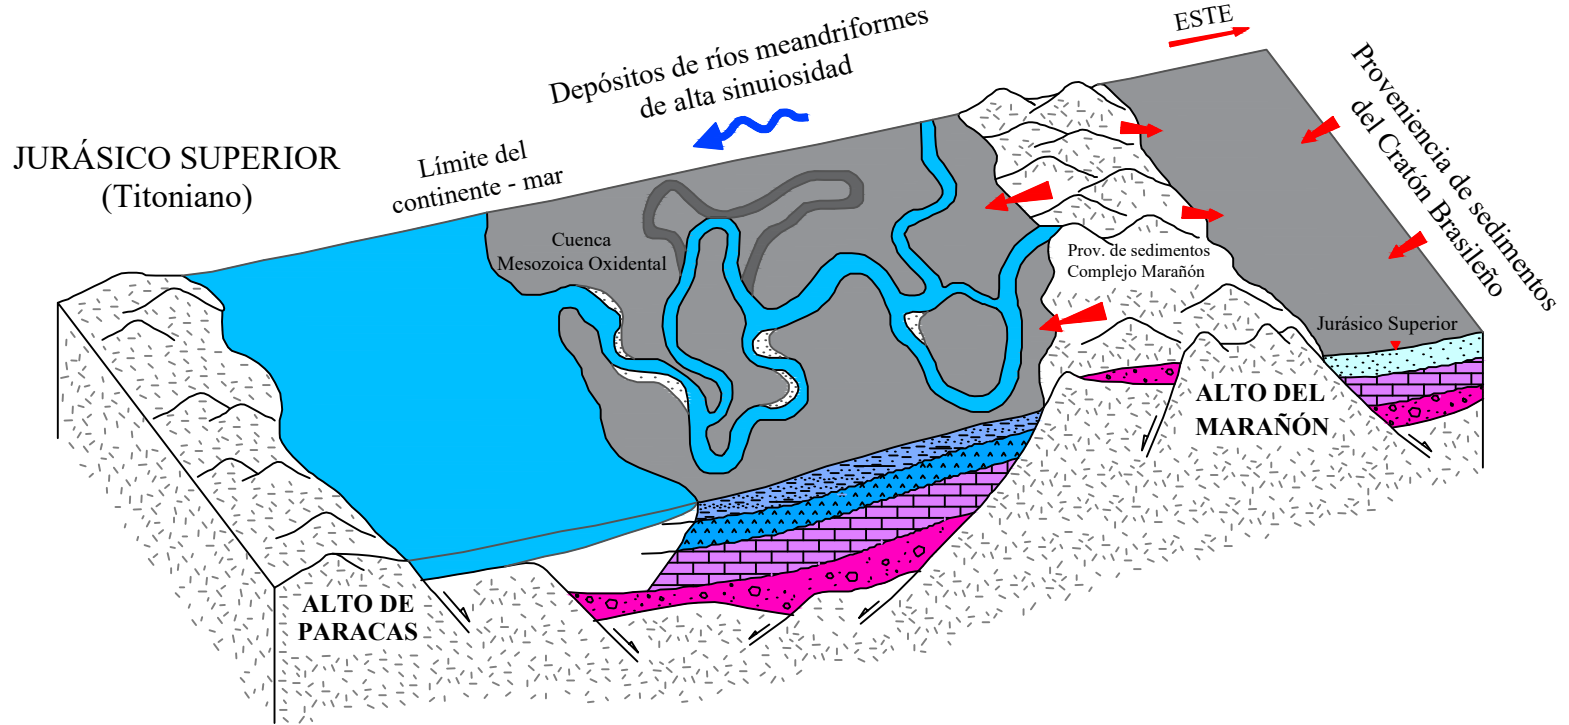 ESTE
Depósitos de ríos meandriformes
de alta sinuiosidad
JURÁSICO SUPERIOR
(Titoniano)
Límite del
continente - mar
Proveniencia de sedimentos
del Cratón Brasileño
Cuenca
Mesozoica Oxidental
Prov. de sedimentos
Complejo Marañón
Jurásico Superior
ALTO DEL
MARAÑÓN
ALTO DE
PARACAS